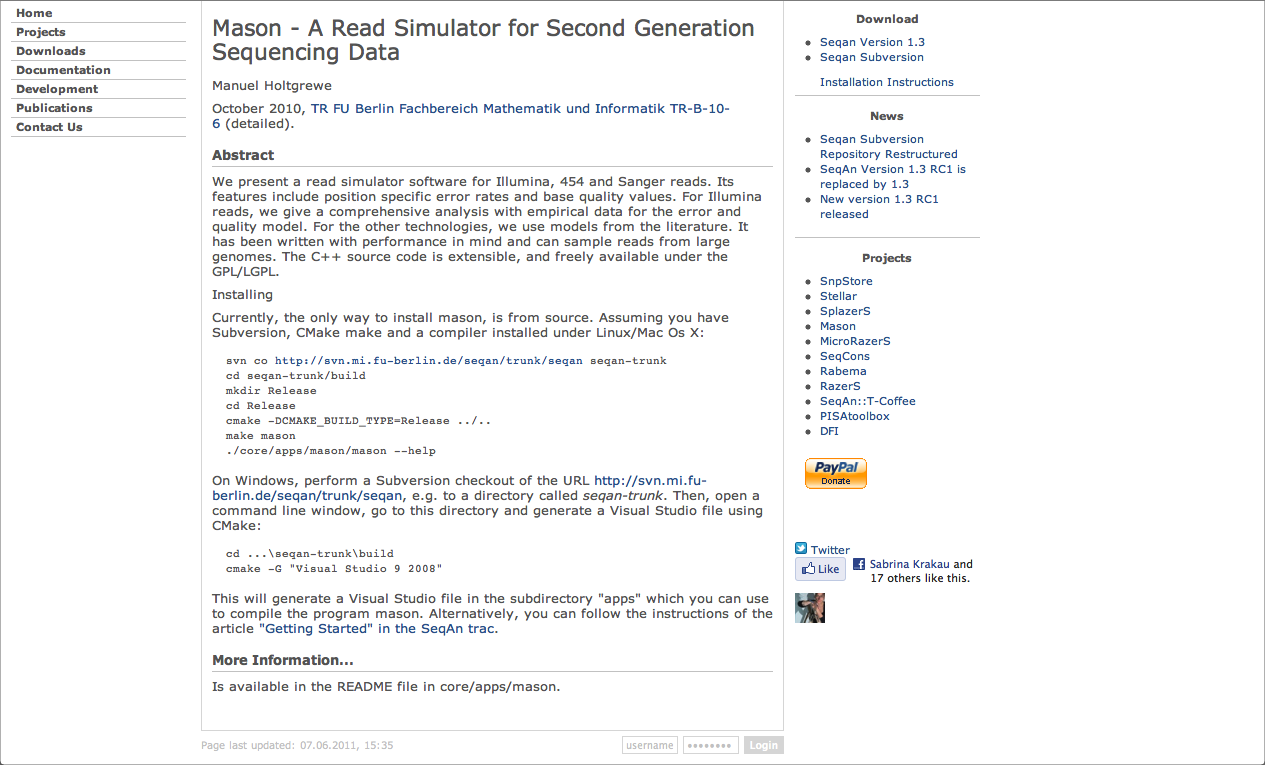 Home
Projects
Downloads
Documentation
Development
Publications
Contact Us
Mason - A Read Simulator for Second Generation
Sequencing Data
Manuel Holtgrewe
October 2010, TR FU Berlin Fachbereich Mathematik und Informatik TR-B-10-
6 (detailed).
Abstract
We present a read simulator software for Illumina, 454 and Sanger reads. Its
features include position specific error rates and base quality values. For Illumina
reads, we give a comprehensive analysis with empirical data for the error and
quality model. For the other technologies, we use models from the literature. It
has been written with performance in mind and can sample reads from large
genomes. The C++ source code is extensible, and freely available under the
GPL/LGPL.
Installing
Currently, the only way to install mason, is from source. Assuming you have
Subversion, CMake make and a compiler installed under Linux/Mac Os X:
svn co http://svn.mi.fu-berlin.de/seqan/trunk/seqan seqan-trunk
cd seqan-trunk/build
mkdir Release
cd Release
cmake -DCMAKE_BUILD_TYPE=Release ../..
make mason
./core/apps/mason/mason --help
On Windows, perform a Subversion checkout of the URL http://svn.mi.fu-
berlin.de/seqan/trunk/seqan, e.g. to a directory called seqan-trunk. Then, open a
command line window, go to this directory and generate a Visual Studio file using
CMake:
cd ...\seqan-trunk\build
cmake -G "Visual Studio 9 2008"
This will generate a Visual Studio file in the subdirectory "apps" which you can use
to compile the program mason. Alternatively, you can follow the instructions of the
article "Getting Started" in the SeqAn trac.
More Information...
Is available in the README file in core/apps/mason.
Page last updated: 07.06.2011, 15:35
username
••••••••
Login
Download
Seqan Version 1.3
Seqan Subversion
Installation Instructions
News
Seqan Subversion
Repository Restructured
SeqAn Version 1.3 RC1 is
replaced by 1.3
New version 1.3 RC1
released
Projects
SnpStore
Stellar
SplazerS
Mason
MicroRazerS
SeqCons
Rabema
RazerS
SeqAn::T-Coffee
PISAtoolbox
DFI
PayPal
Donate
Twitter
Like
Sabrina Krakau and
17 others like this.